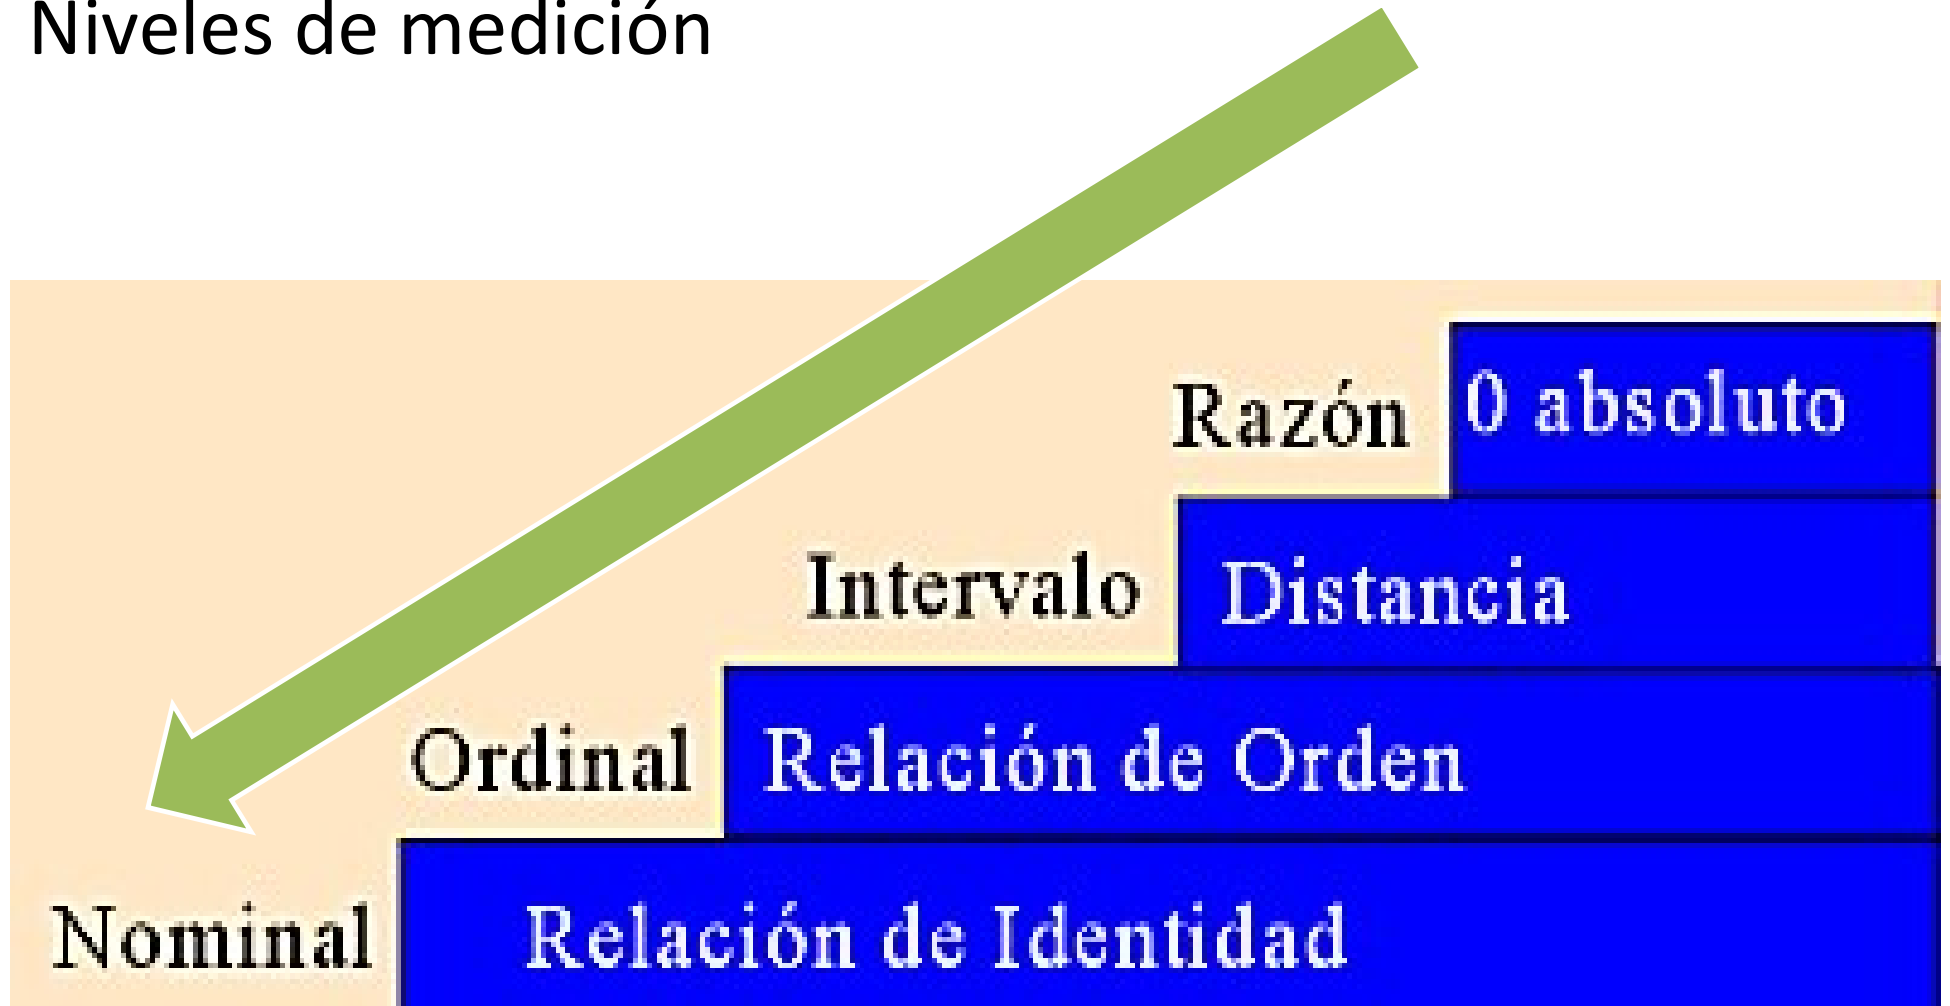 Niveles de medición
Razón 0 absoluto
Intervalo Distancia
Ordinal Relación de Orden
Nominal Relación de Identidad